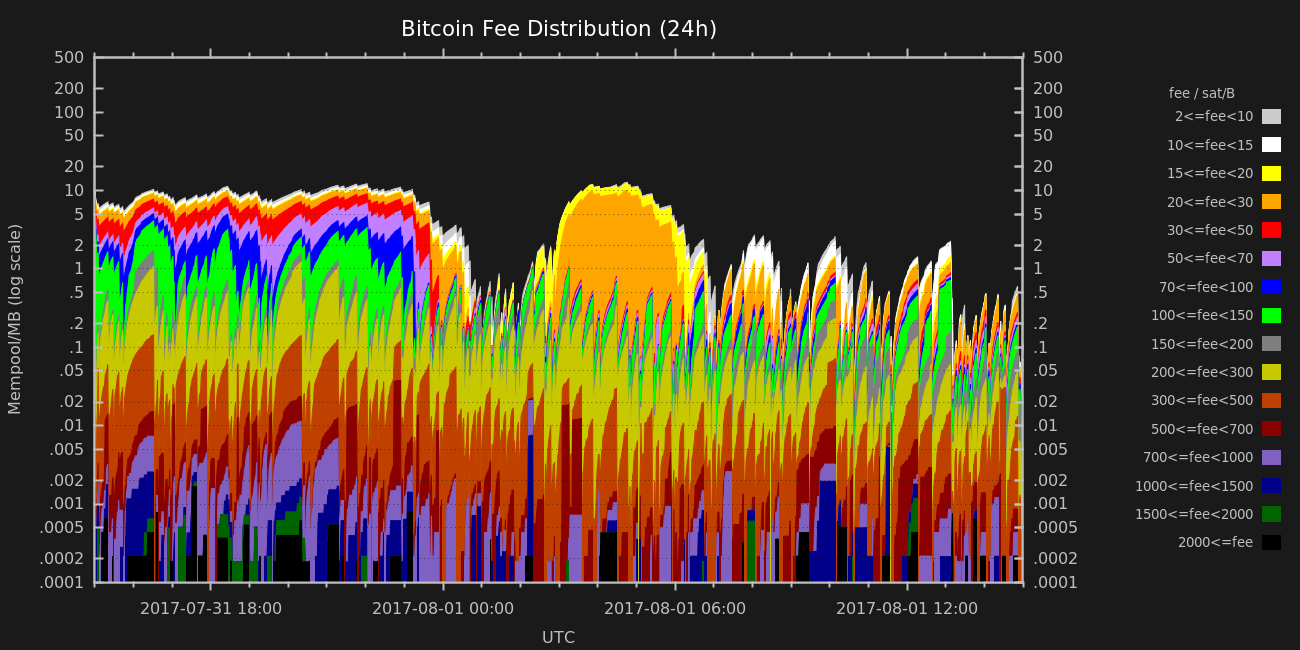 Bitcoin Fee Distribution (24h)
500
200
100
50
20
10
5
2
1
.5
.2
.1
.05
.02
.01
.005
.002
.001
.0005
.0002
.0001
Mempool/MB (log scale)
500
200
100
50
20
10
5
2
1
.5
.2
.1
.05
.02
.01
.005
.002
.001
.0005
.0002
.0001
2017-07-31 18:00
2017-08-01 00:00
2017-08-01 06:00
2017-08-01 12:00
UTC
fee / sat/B
2<=fee<10
10<=fee<15
15<=fee<20
20<=fee<30
30<=fee<50
50<=fee<70
70<=fee<100
100<=fee<150
150<=fee<200
200<=fee<300
300<=fee<500
500<=fee<700
700<=fee<1000
1000<=fee<1500
1500<=fee<2000
2000<=fee